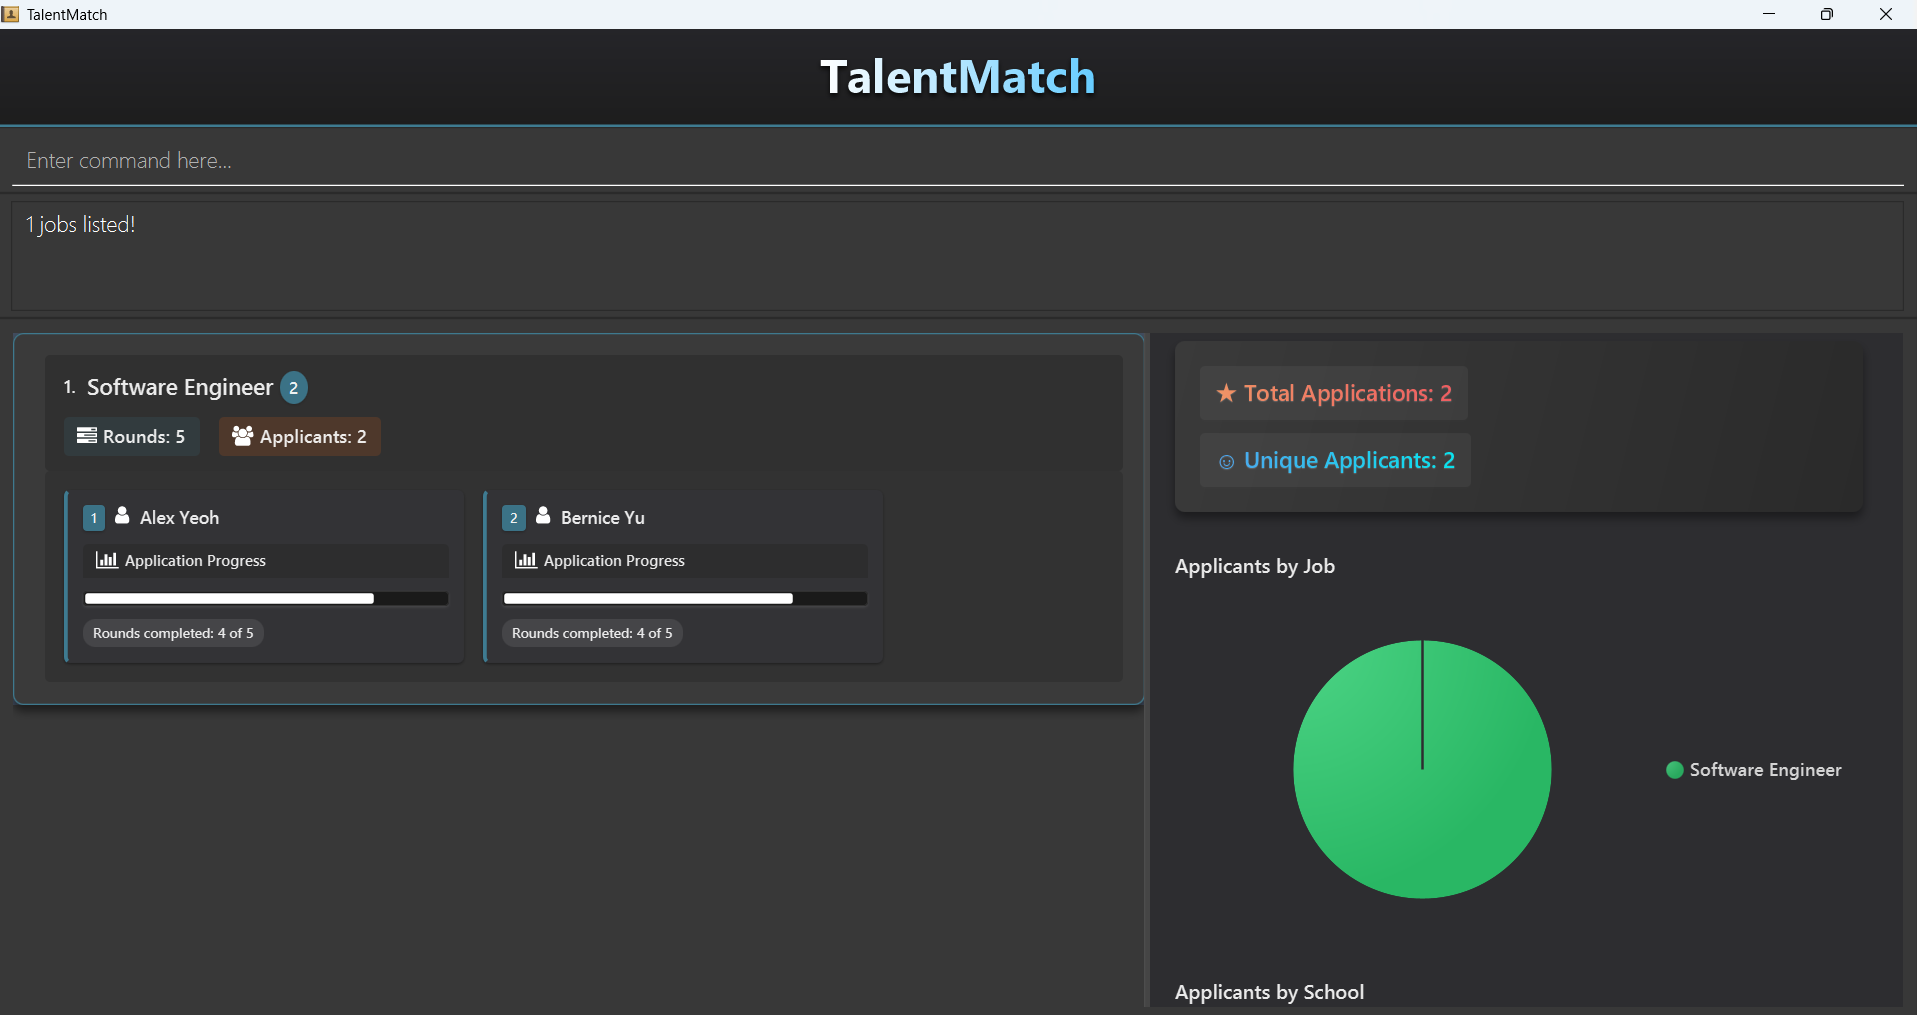 TalentMatch
TalentMatch
Enter command here...
1 jobs listed!
1. Software Engineer 2
Rounds: 5 Applicants: 2
1 Alex Yeoh
Application Progress
Rounds completed: 4 of 5
2 Bernice Yu
Application Progress
Rounds completed: 4 of 5
Total Applications: 2
Unique Applicants: 2
Applicants by Job
Software Engineer
Applicants by School